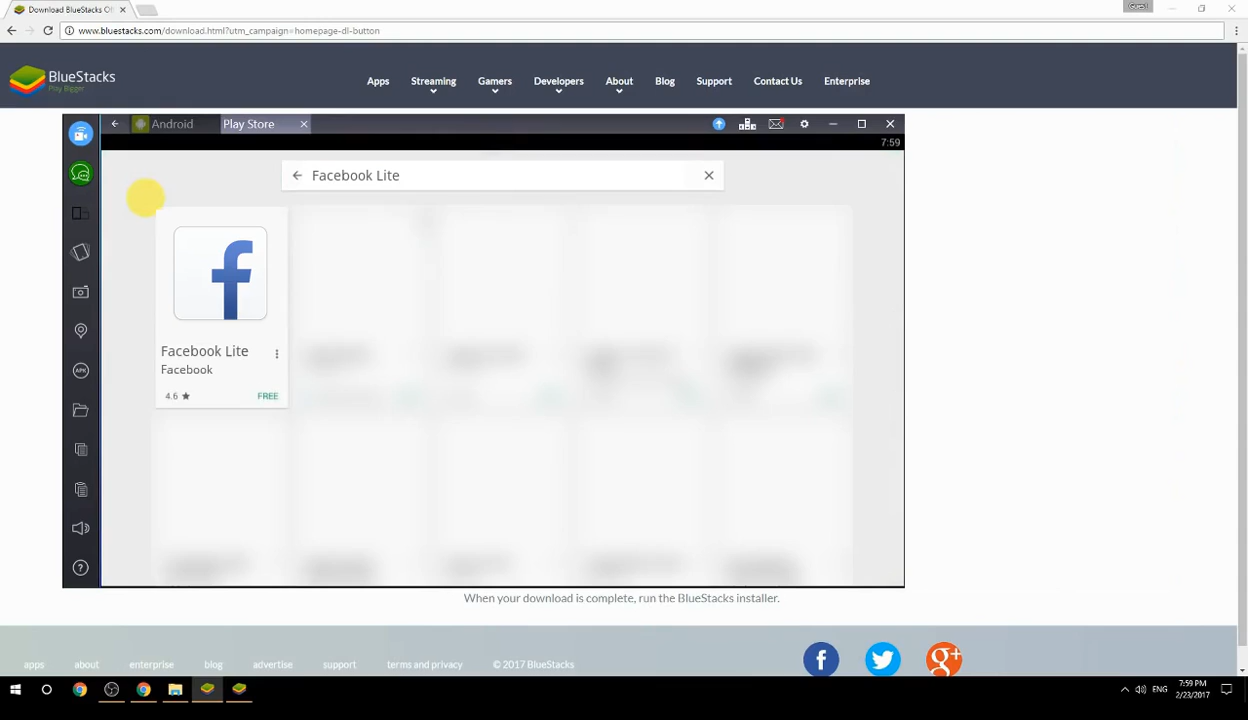 Download BlueStacks Of
Guest
www.bluestacks.com/download.html?utm_campaign=homepage-dl-button
BlueStacks
Play Bigger
Apps
Streaming
Gamers
Developers
About
Blog
Support
Contact Us
Enterprise
Android
Play Store
7:59
Facebook Lite
Facebook Lite
Facebook
4.6 ★
FREE
APK
When your download is complete, run the BlueStacks installer.
apps
about
enterprise
blog
advertise
support
terms and privacy
© 2017 BlueStacks
ENG
7:59 PM
2/23/2017